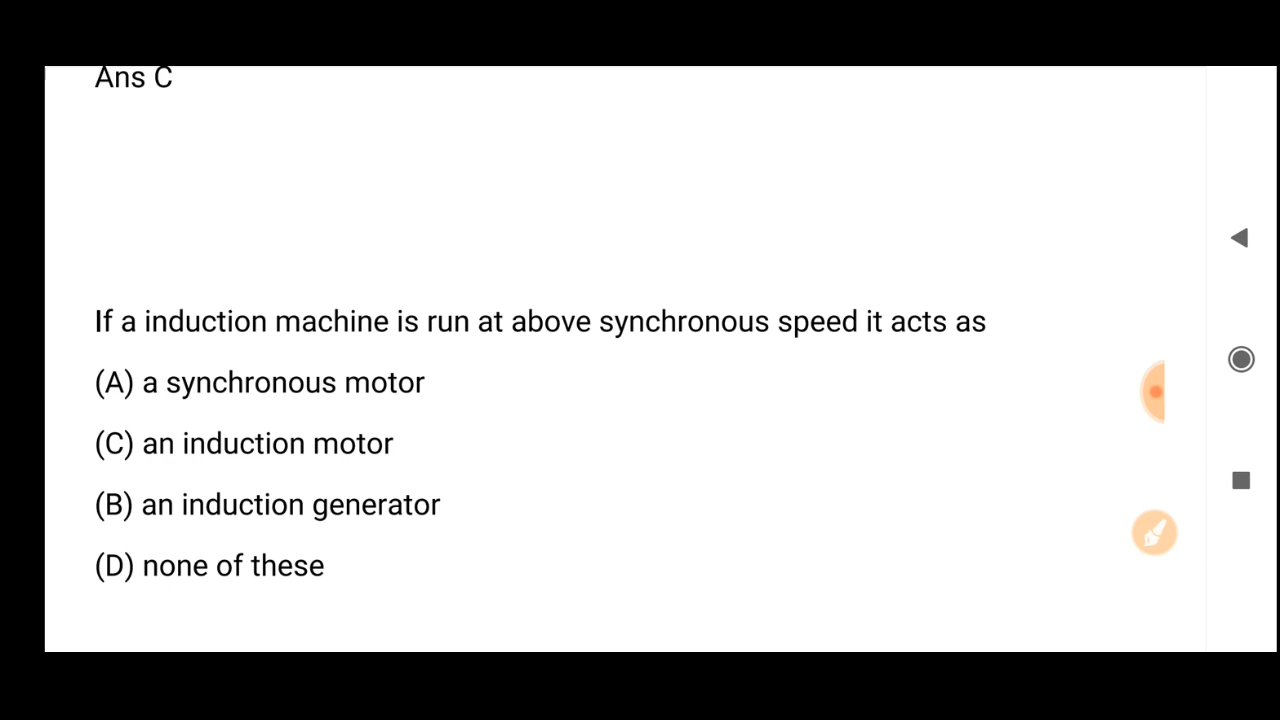 Ans C
If a induction machine is run at above synchronous speed it acts as
(A) a synchronous motor
(C) an induction motor
(B) an induction generator
(D) none of these